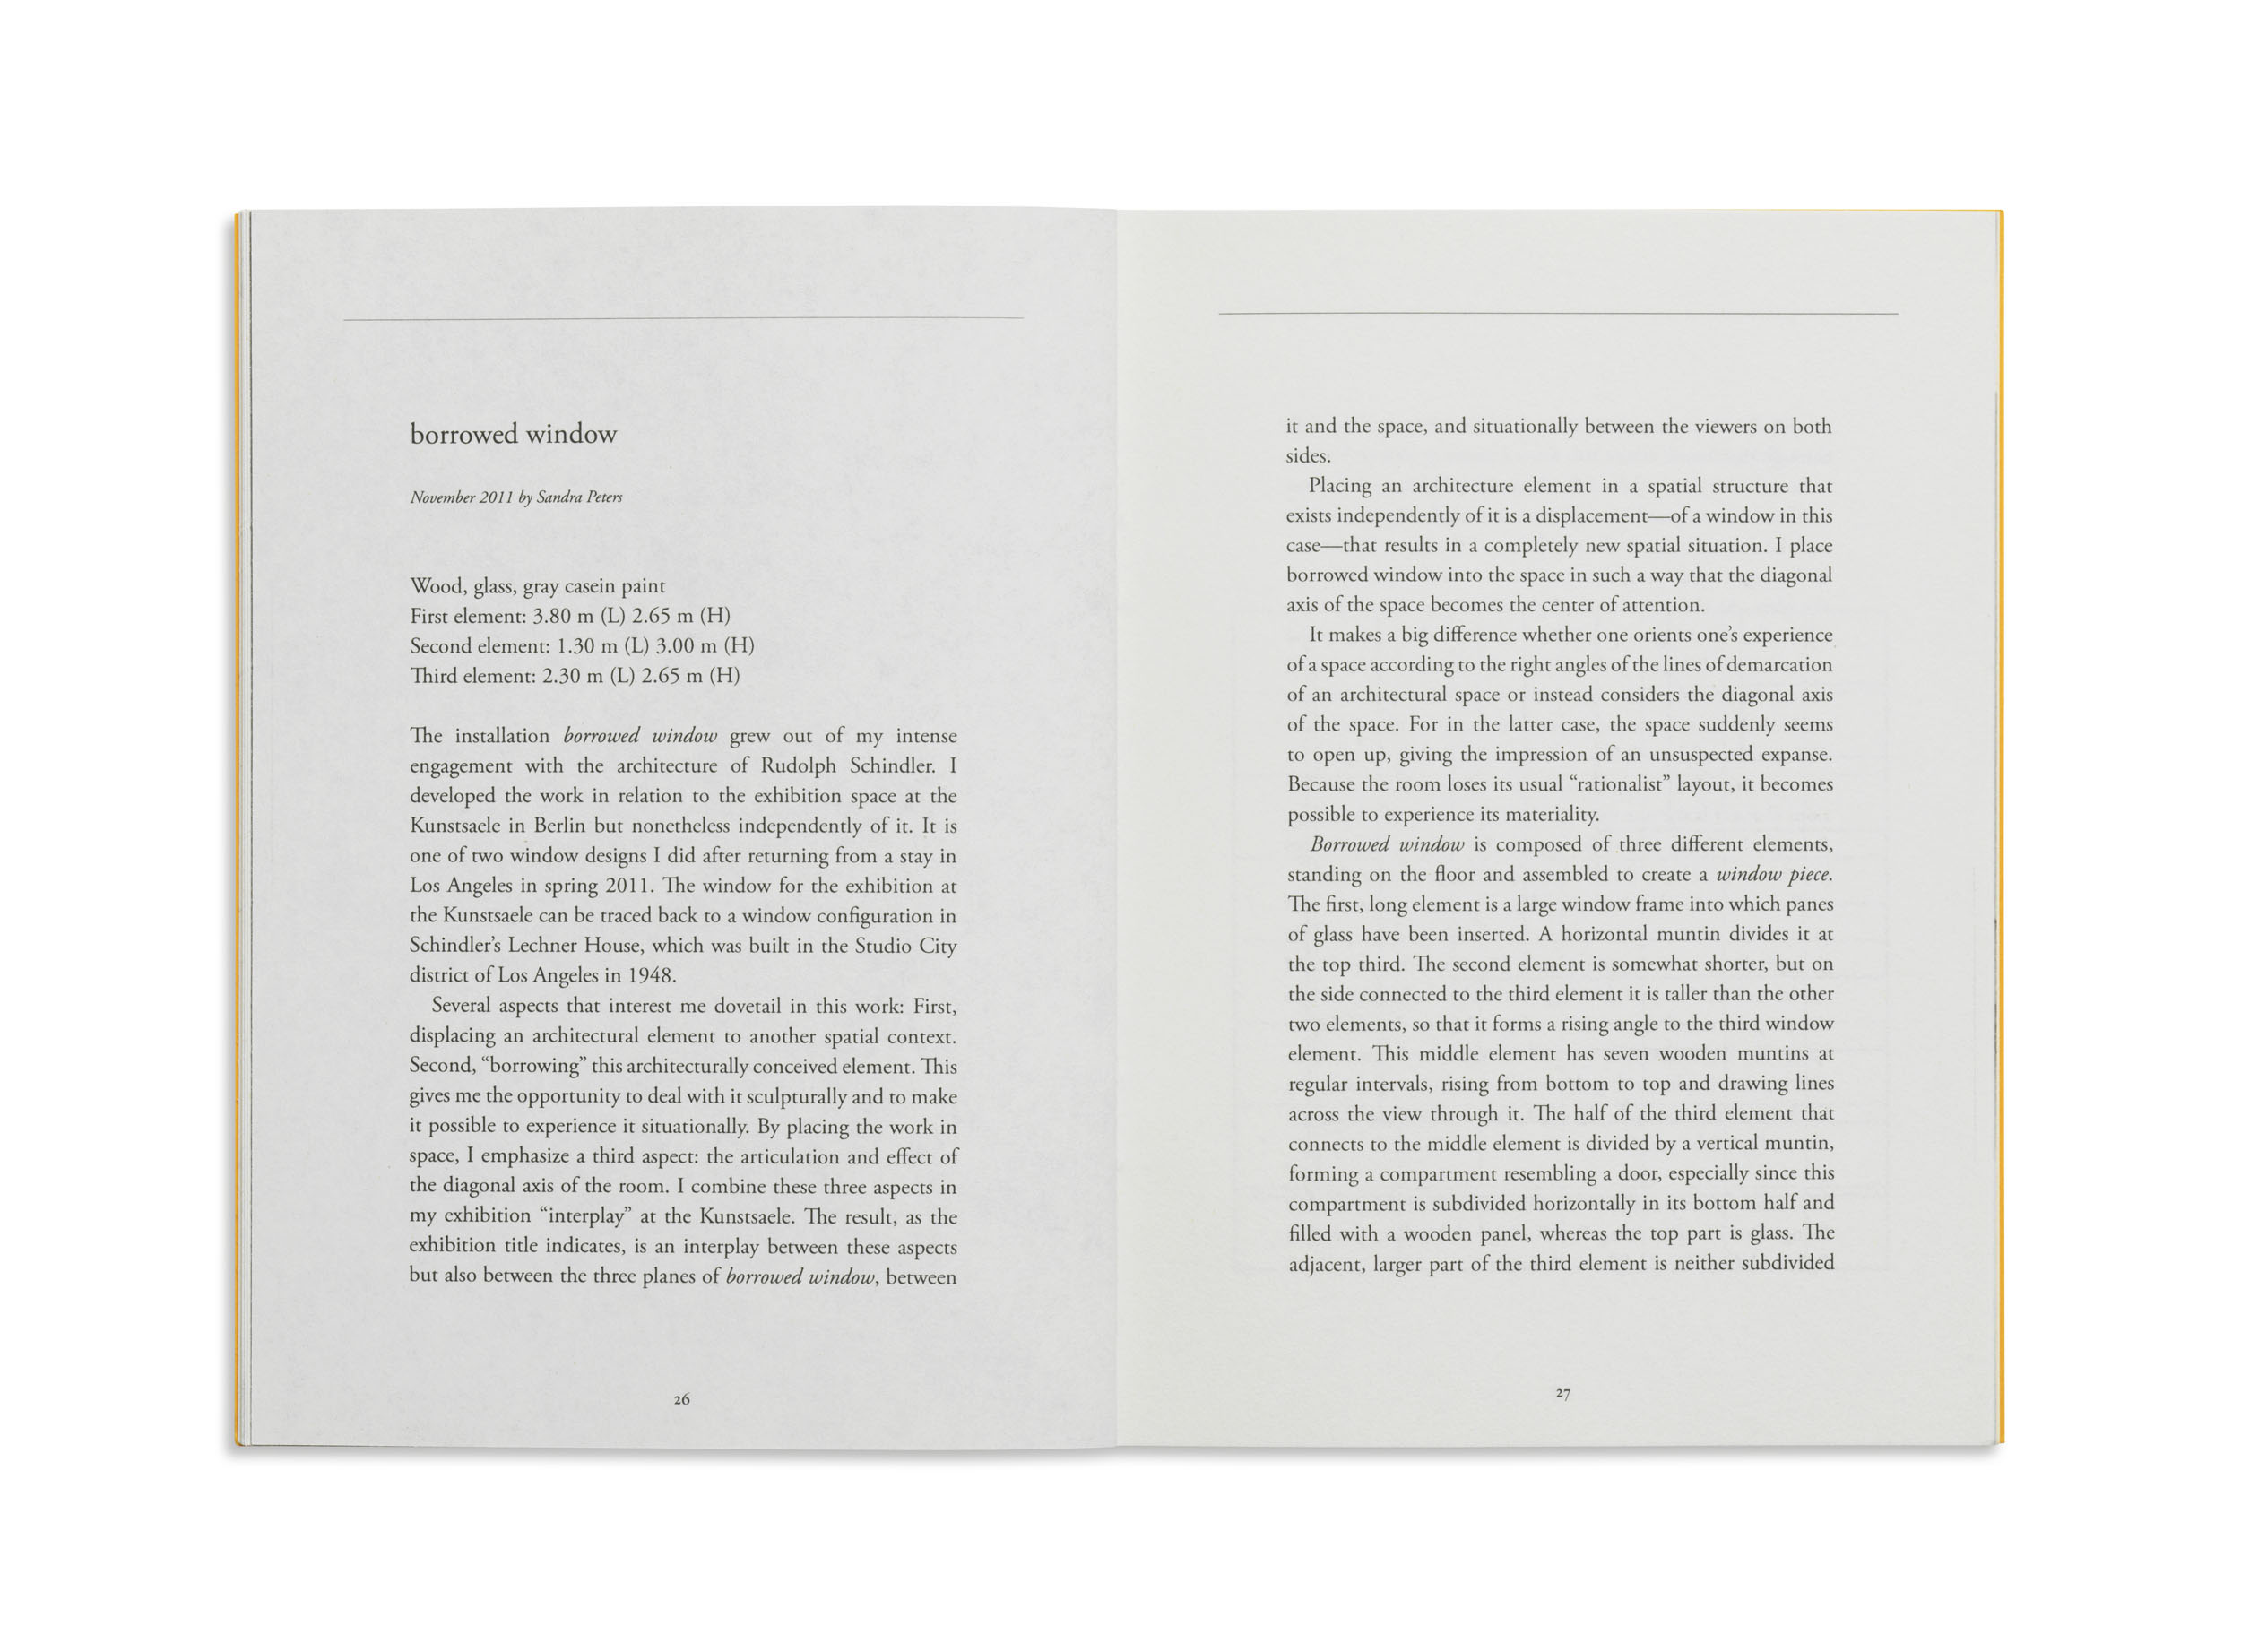 borrowed window
November 2011 by Sandra Peters
Wood, glass, gray casein paint
First element: 3.80 m (L) 2.65 m (H)
Second element: 1.30 m (L) 3.00 m (H)
Third element: 2.30 m (L) 2.65 m (H)
The installation borrowed window grew out of my intense
engagement with the architecture of Rudolph Schindler. I
developed the work in relation to the exhibition space at the
Kunstsaele in Berlin but nonetheless independently of it. It is
one of two window designs I did after returning from a stay in
Los Angeles in spring 2011. The window for the exhibition at
the Kunstsaele can be traced back to a window configuration in
Schindler’s Lechner House, which was built in the Studio City
district of Los Angeles in 1948.
Several aspects that interest me dovetail in this work: First,
displacing an architectural element to another spatial context.
Second, “borrowing” this architecturally conceived element. This
gives me the opportunity to deal with it sculpturally and to make
it possible to experience it situationally. By placing the work in
space, I emphasize a third aspect: the articulation and effect of
the diagonal axis of the room. I combine these three aspects in
my exhibition “interplay” at the Kunstsaele. The result, as the
exhibition title indicates, is an interplay between these aspects
but also between the three planes of borrowed window, between
26
it and the space, and situationally between the viewers on both
sides.
Placing an architecture element in a spatial structure that
exists independently of it is a displacement—of a window in this
case—that results in a completely new spatial situation. I place
borrowed window into the space in such a way that the diagonal
axis of the space becomes the center of attention.
It makes a big difference whether one orients one’s experience
of a space according to the right angles of the lines of demarcation
of an architectural space or instead considers the diagonal axis
of the space. For in the latter case, the space suddenly seems
to open up, giving the impression of an unsuspected expanse.
Because the room loses its usual “rationalist” layout, it becomes
possible to experience its materiality.
Borrowed window is composed of three different elements,
standing on the floor and assembled to create a window piece.
The first, long element is a large window frame into which panes
of glass have been inserted. A horizontal muntin divides it at
the top third. The second element is somewhat shorter, but on
the side connected to the third element it is taller than the other
two elements, so that it forms a rising angle to the third window
element. This middle element has seven wooden muntins at
regular intervals, rising from bottom to top and drawing lines
across the view through it. The half of the third element that
connects to the middle element is divided by a vertical muntin,
forming a compartment resembling a door, especially since this
compartment is subdivided horizontally in its bottom half and
filled with a wooden panel, whereas the top part is glass. The
adjacent, larger part of the third element is neither subdivided
27